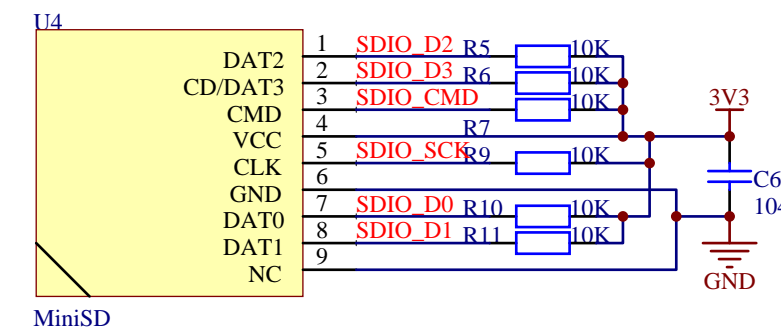 U4
DAT2 1 SDIO_D2 R5 10K
CD/DAT3 2 SDIO_D3 R6 10K
CMD 3 SDIO_CMD 10K 3V3
VCC 4 R7
CLK 5 SDIO_SCK R9 10K
GND 6 C6
DAT0 7 SDIO_D0 R10 10K 104
DAT1 8 SDIO_D1 R11 10K
NC 9 GND
MiniSD